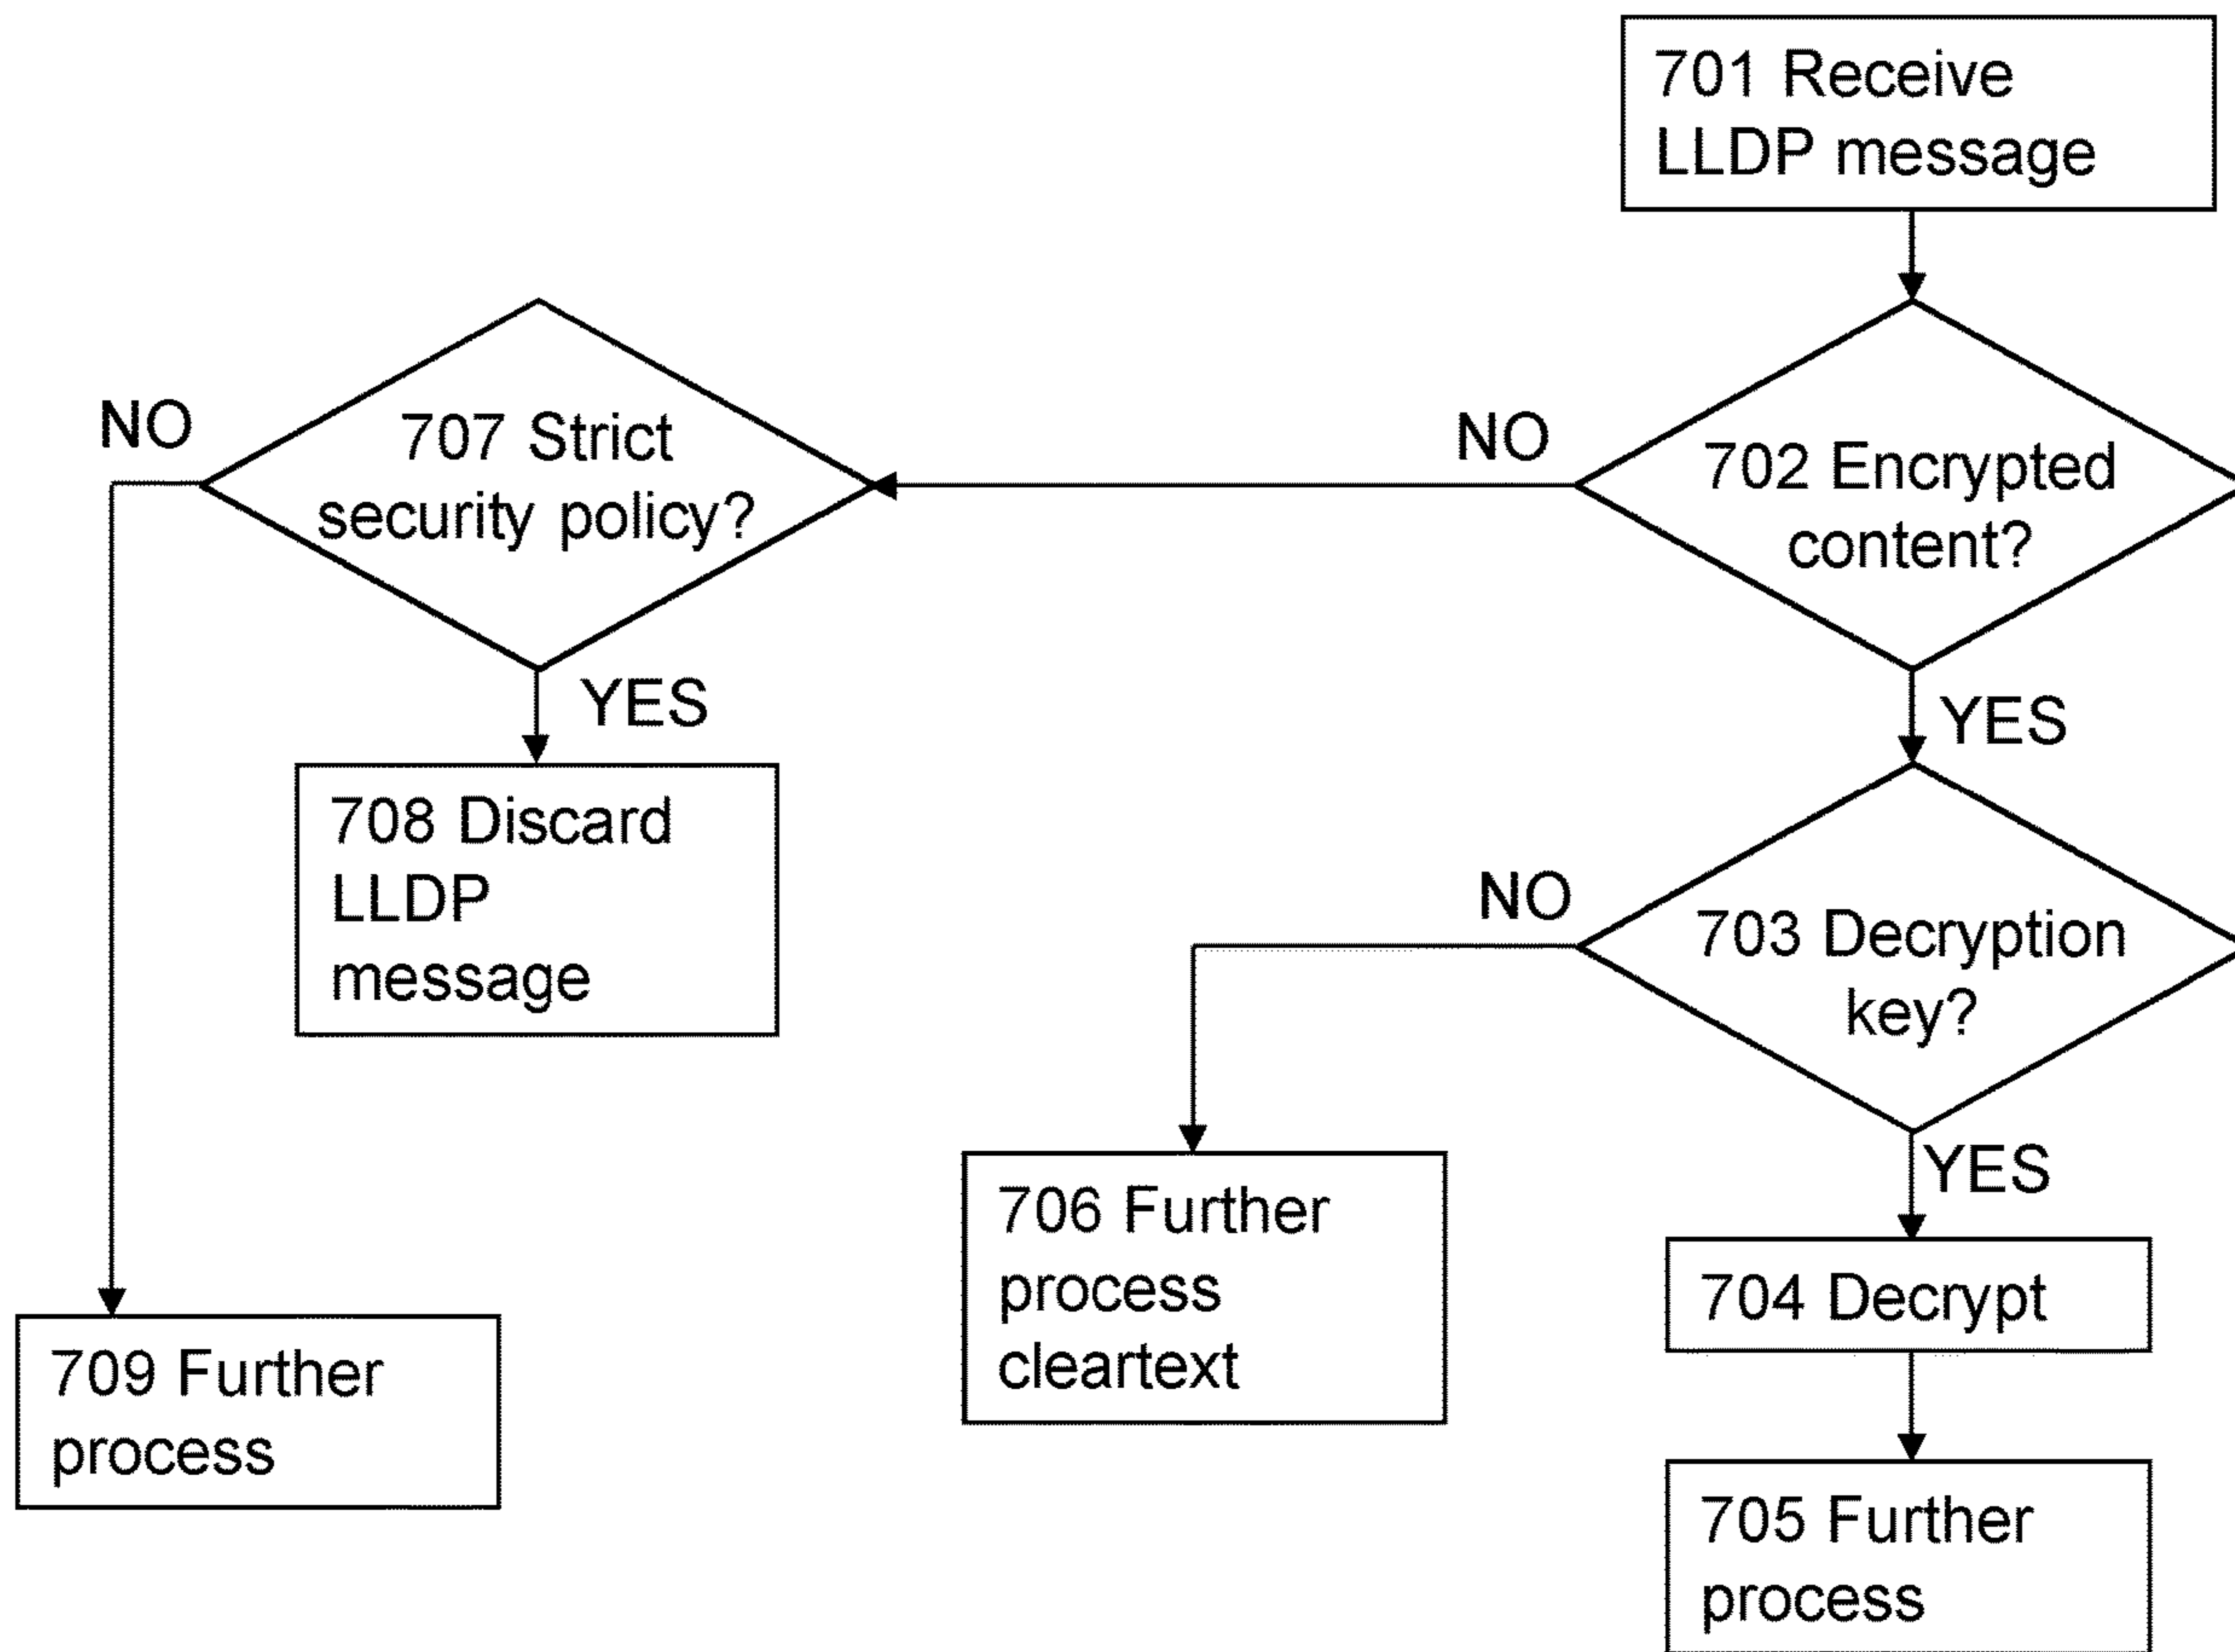 701 Receive
LLDP message
NO
707 Strict
security policy?
NO
702 Encrypted
content?
YES
YES
708 Discard
LLDP
message
NO
703 Decryption
key?
YES
706 Further
process
cleartext
704 Decrypt
709 Further
process
705 Further
process